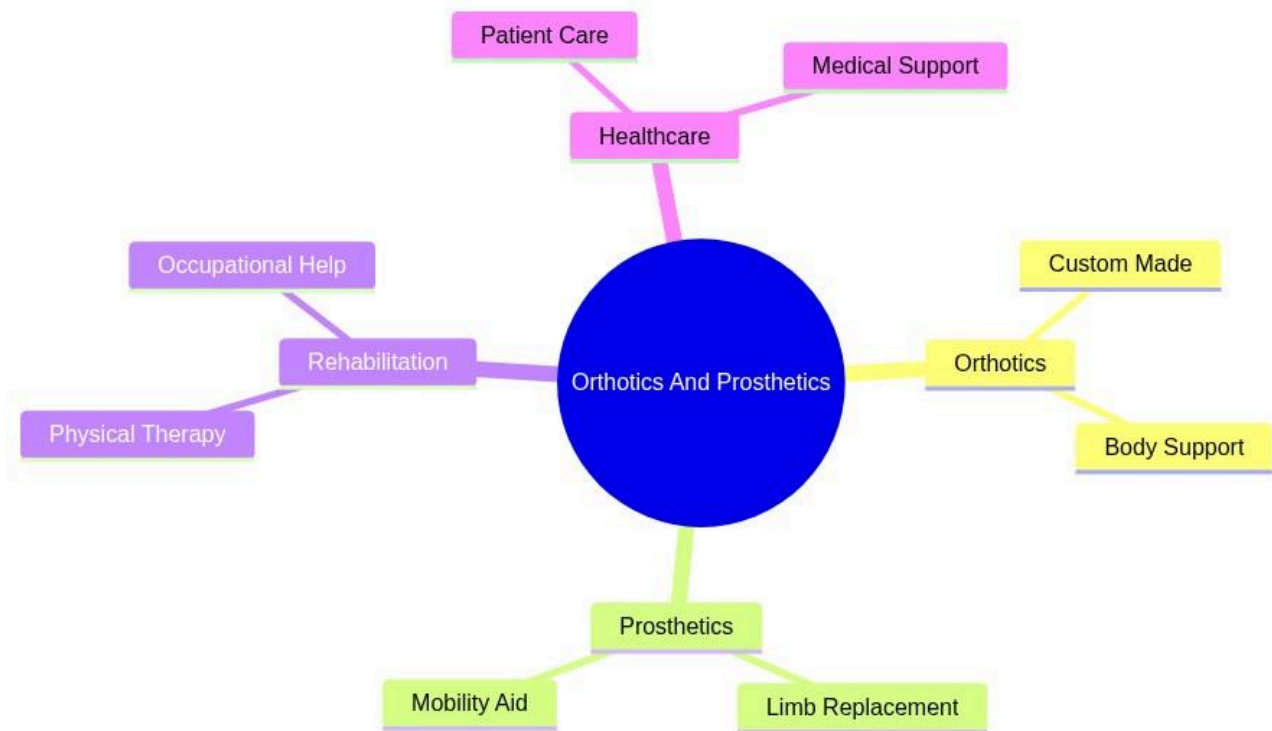 Patient Care
Medical Support
Healthcare
Occupational Help
Custom Made
Rehabilitation
Orthotics
Orthotics And Prosthetics
Physical Therapy
Body Support
Prosthetics
Mobility Aid
Limb Replacement